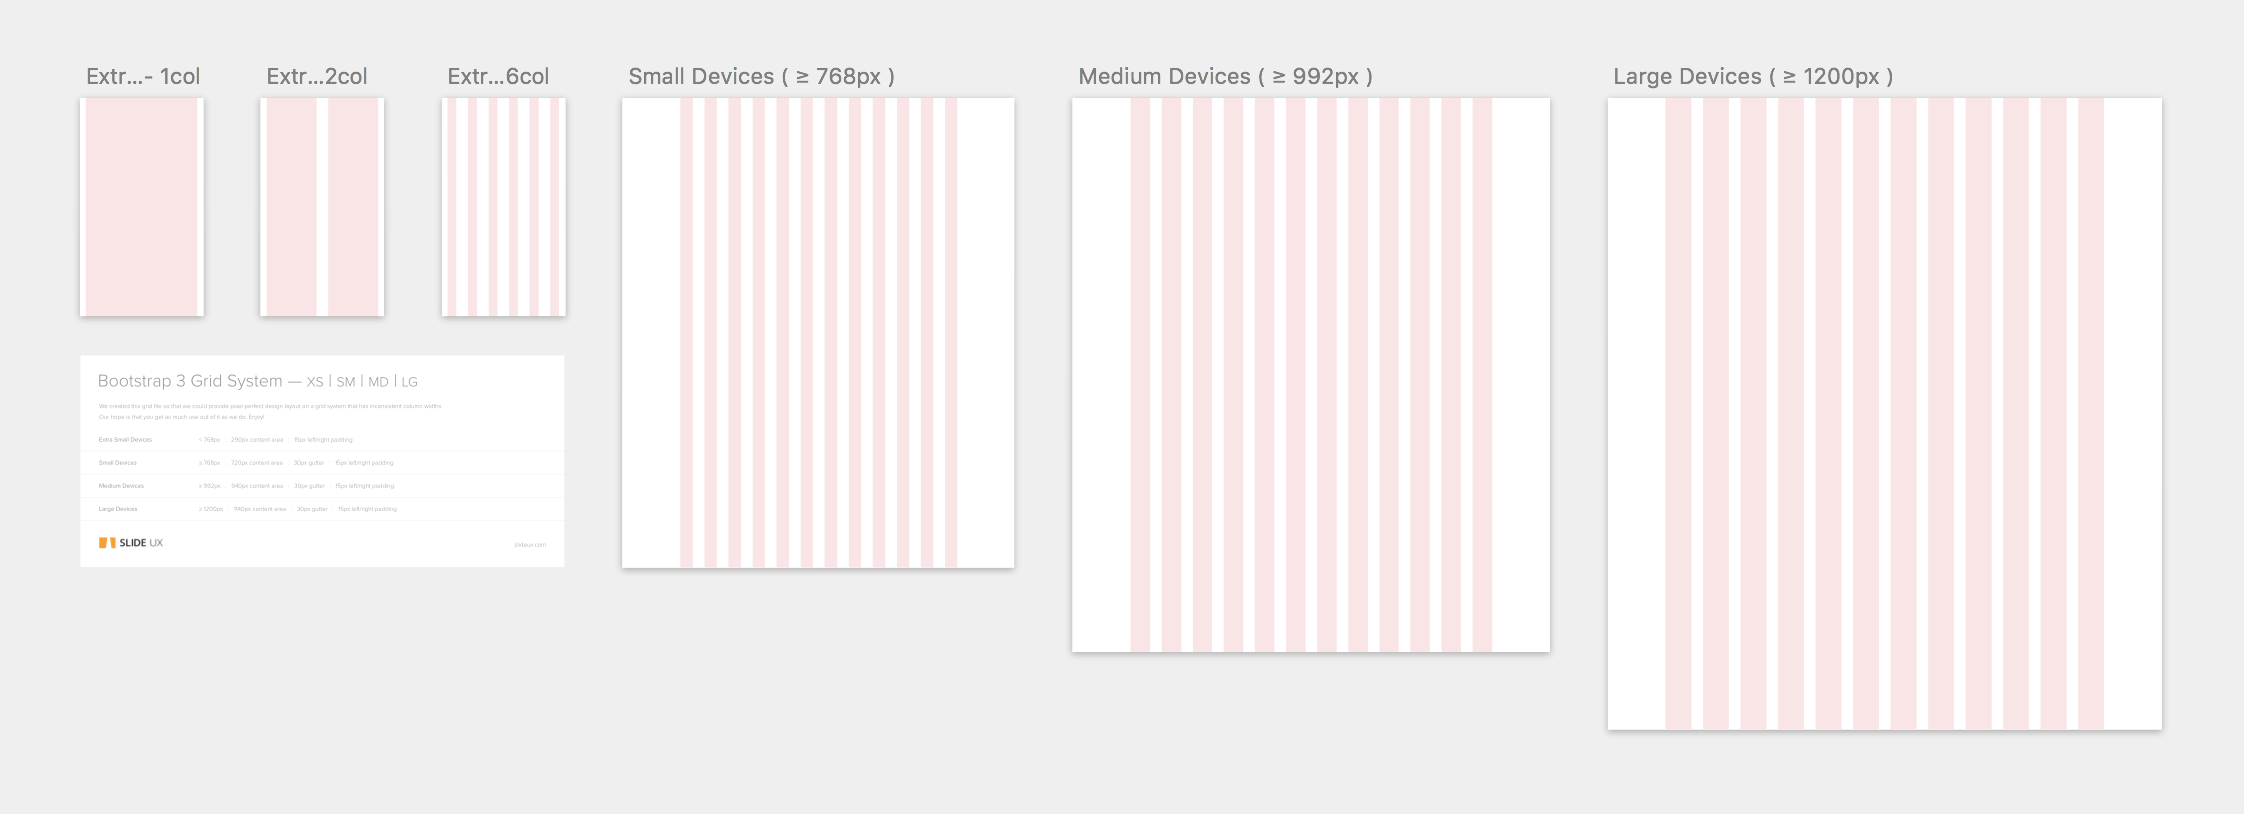 Extr...- 1col
Extr...2col
Extr...6col
Small Devices ( ≥ 768px )
Medium Devices ( ≥ 992px )
Large Devices ( ≥ 1200px )
Bootstrap 3 Grid System — XS | SM | MD | LG
We created this grid file so that we could provide pixel-perfect design layout on a grid system that has inconsistent column widths.
Our hope is that you get as much use out of it as we do. Enjoy!
Extra Small Devices < 768px : 290px content area : 15px left/right padding
Small Devices ≥ 768px : 720px content area : 30px gutter : 15px left/right padding
Medium Devices ≥ 992px : 940px content area : 30px gutter : 15px left/right padding
Large Devices ≥ 1200px : 1140px content area : 30px gutter : 15px left/right padding
SLIDE UX
slideux.com